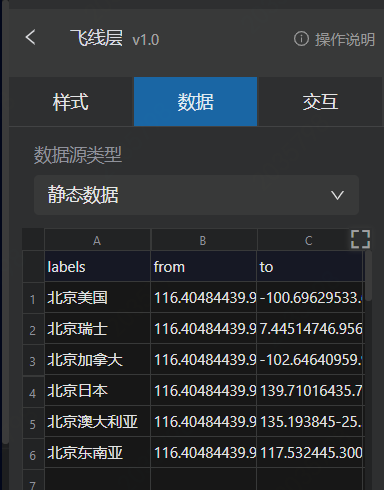 飞线层 v1.0 操作说明
样式 数据 交互
数据源类型
静态数据
A B C
labels from to
1 北京美国 116.40484439.9 -100.69629533.
2 北京瑞士 116.40484439.9 7.44514746.956
3 北京加拿大 116.40484439.9 -102.64640959.
4 北京日本 116.40484439.9 139.71016435.7
5 北京澳大利亚 116.40484439.9 135.193845-25.
6 北京东南亚 116.40484439.9 117.532445.300
7